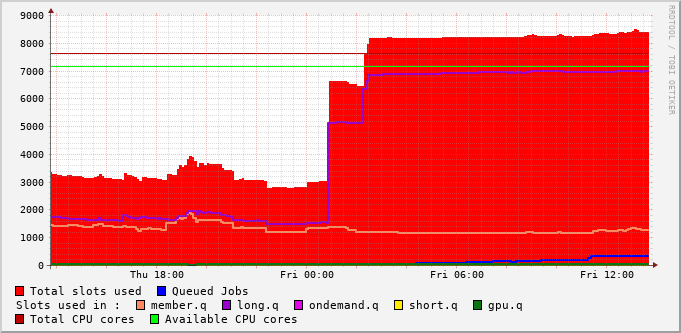 9000
8000
7000
6000
5000
4000
3000
2000
1000
0
Thu 18:00 Fri 00:00 Fri 06:00 Fri 12:00
RRDTOOL / TOBI OETIKER
Total slots used Queued Jobs
Slots used in : member.q long.q ondemand.q short.q gpu.q
Total CPU cores Available CPU cores